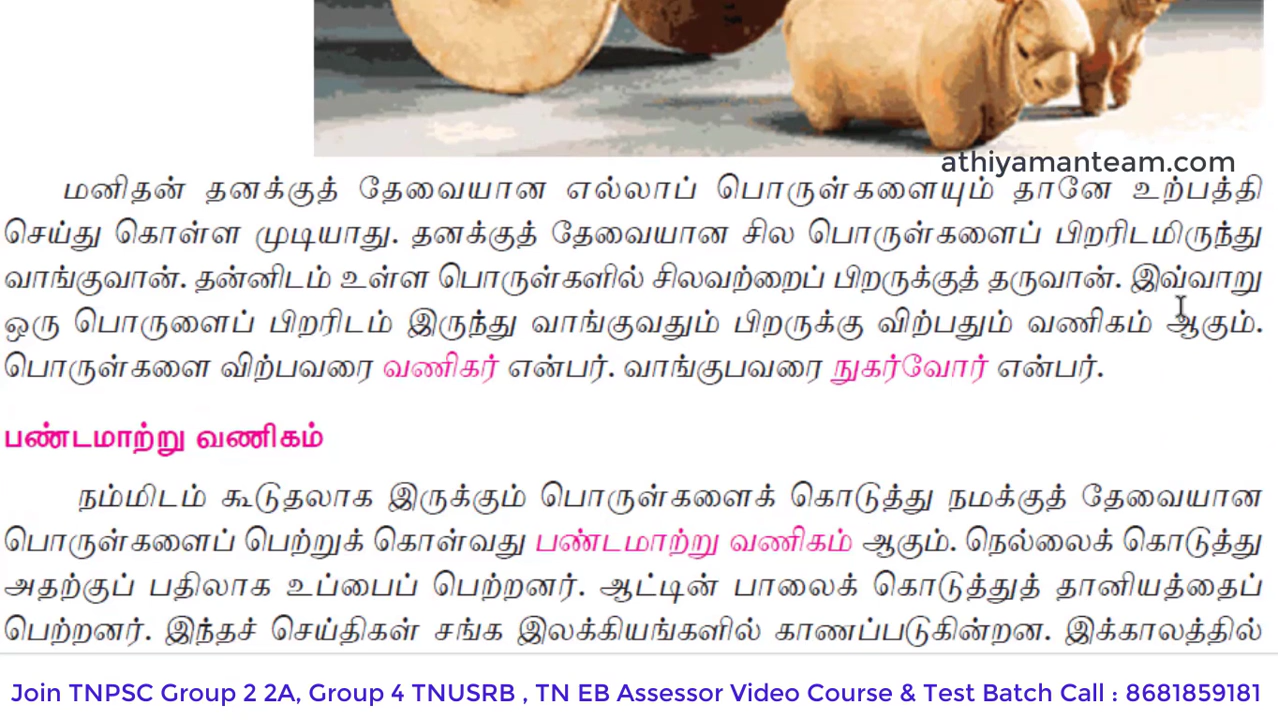 athiyamanteam.com
மனிதன் தனக்குத் தேவையான எல்லாப் பொருள்களையும் தானே உற்பத்தி
செய்து கொள்ள முடியாது. தனக்குத் தேவையான சில பொருள்களைப் பிறரிடமிருந்து
வாங்குவான். தன்னிடம் உள்ள பொருள்களில் சிலவற்றைப் பிறருக்குத் தருவான். இவ்வாறு
ஒரு பொருளைப் பிறரிடம் இருந்து வாங்குவதும் பிறருக்கு விற்பதும் வணிகம் ஆகும்.
பொருள்களை விற்பவரை வணிகர் என்பர். வாங்குபவரை நுகர்வோர் என்பர்.
பண்டமாற்று வணிகம்
நம்மிடம் கூடுதலாக இருக்கும் பொருள்களைக் கொடுத்து நமக்குத் தேவையான
பொருள்களைப் பெற்றுக் கொள்வது பண்டமாற்று வணிகம் ஆகும். நெல்லைக் கொடுத்து
அதற்குப் பதிலாக உப்பைப் பெற்றனர். ஆட்டின் பாலைக் கொடுத்துத் தானியத்தைப்
பெற்றனர். இந்தச் செய்திகள் சங்க இலக்கியங்களில் காணப்படுகின்றன. இக்காலத்தில்
Join TNPSC Group 2 2A, Group 4 TNUSRB , TN EB Assessor Video Course & Test Batch Call : 8681859181